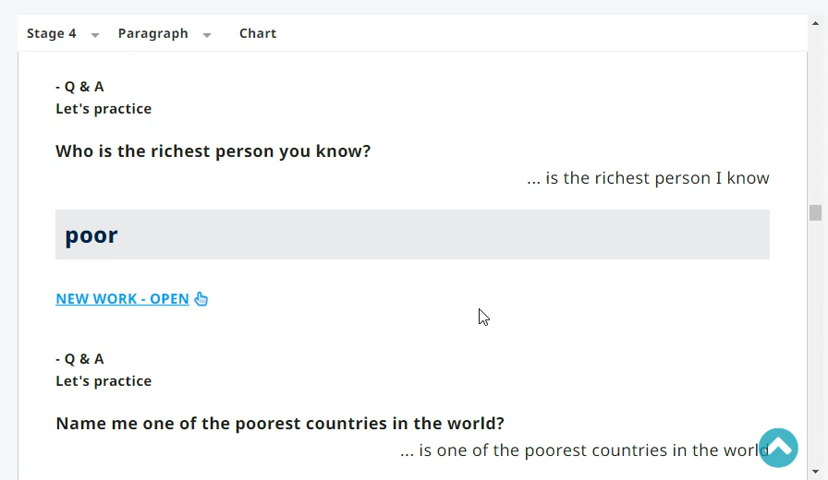 Stage 4 Paragraph Chart
- Q & A
Let's practice
Who is the richest person you know?
... is the richest person I know
poor
NEW WORK - OPEN
- Q & A
Let's practice
Name me one of the poorest countries in the world?
... is one of the poorest countries in the world